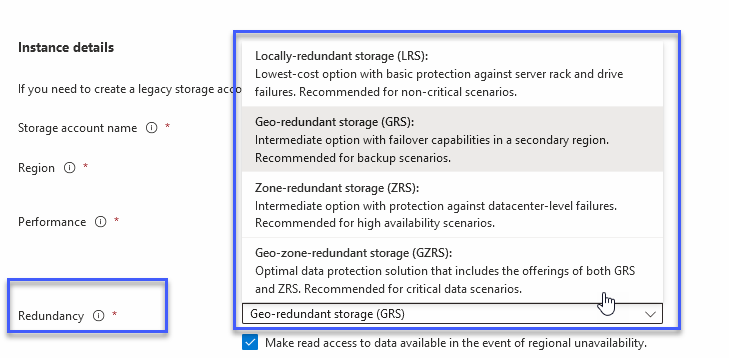 Instance details
Locally-redundant storage (LRS):
Lowest-cost option with basic protection against server rack and drive
failures. Recommended for non-critical scenarios.
If you need to create a legacy storage acco
Geo-redundant storage (GRS):
Intermediate option with failover capabilities in a secondary region.
Recommended for backup scenarios.
Storage account name *
Region *
Zone-redundant storage (ZRS):
Intermediate option with protection against datacenter-level failures.
Recommended for high availability scenarios.
Performance *
Geo-zone-redundant storage (GZRS):
Optimal data protection solution that includes the offerings of both GRS
and ZRS. Recommended for critical data scenarios.
Redundancy *
Geo-redundant storage (GRS)
Make read access to data available in the event of regional unavailability.